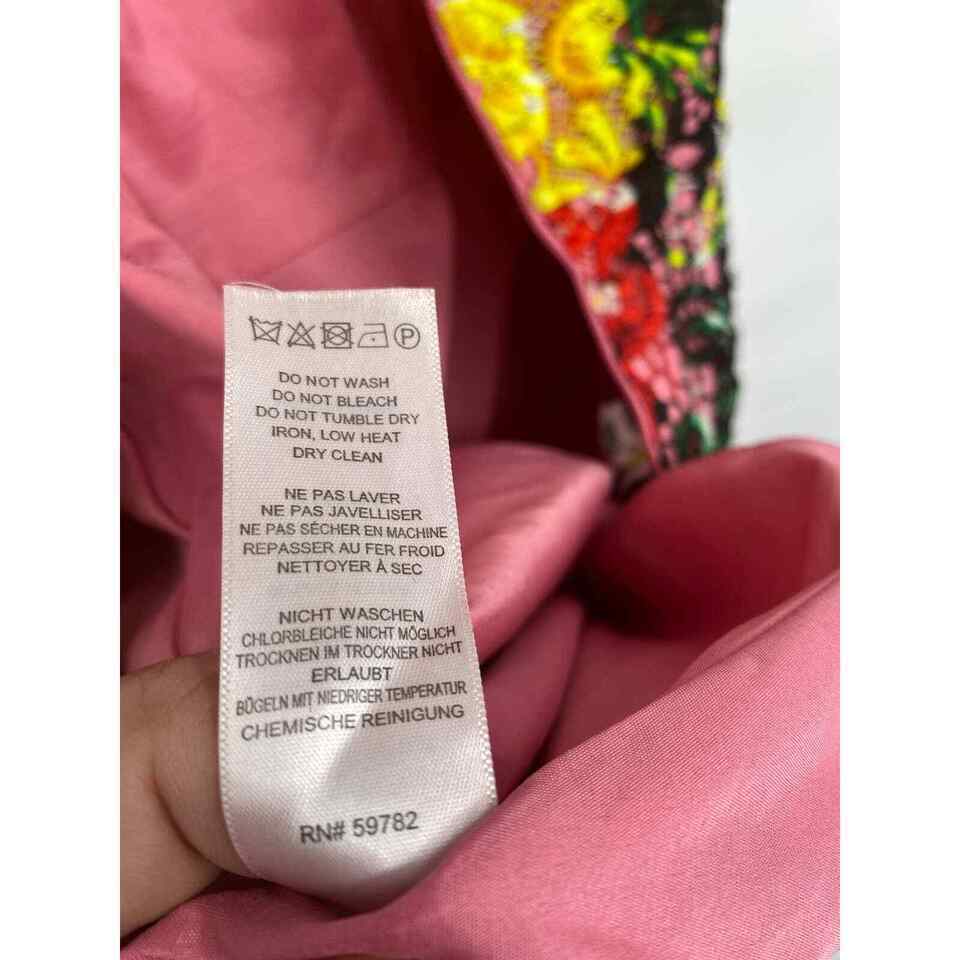 P
DO NOT WASH
DO NOT BLEACH
DO NOT TUMBLE DRY
IRON, LOW HEAT
DRY CLEAN
NE PAS LAVER
NE PAS JAVELLISER
NE PAS SÉCHER EN MACHINE
REPASSER AU FER FROID
NETTOYER À SEC
NICHT WASCHEN
CHLORBLEICHE NICHT MÖGLICH
TROCKNEN IM TROCKNER NICHT
ERLAUBT
BÜGELN MIT NIEDRIGER TEMPERATUR
CHEMISCHE REINIGUNG
RN# 59782